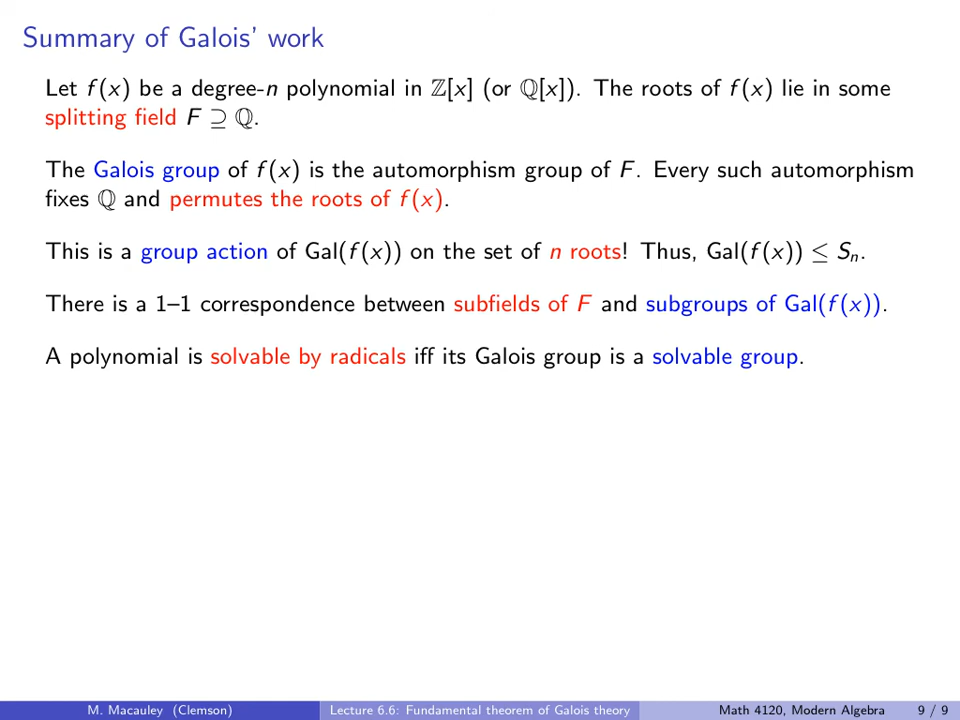 Summary of Galois' work
Let f(x) be a degree-n polynomial in ℤ[x] (or ℚ[x]). The roots of f(x) lie in some
splitting field F ⊇ ℚ.
The Galois group of f(x) is the automorphism group of F. Every such automorphism
fixes ℚ and permutes the roots of f(x).
This is a group action of Gal(f(x)) on the set of n roots! Thus, Gal(f(x)) ≤ Sₙ.
There is a 1–1 correspondence between subfields of F and subgroups of Gal(f(x)).
A polynomial is solvable by radicals iff its Galois group is a solvable group.
M. Macauley (Clemson) Lecture 6.6: Fundamental theorem of Galois theory Math 4120, Modern Algebra 9 / 9